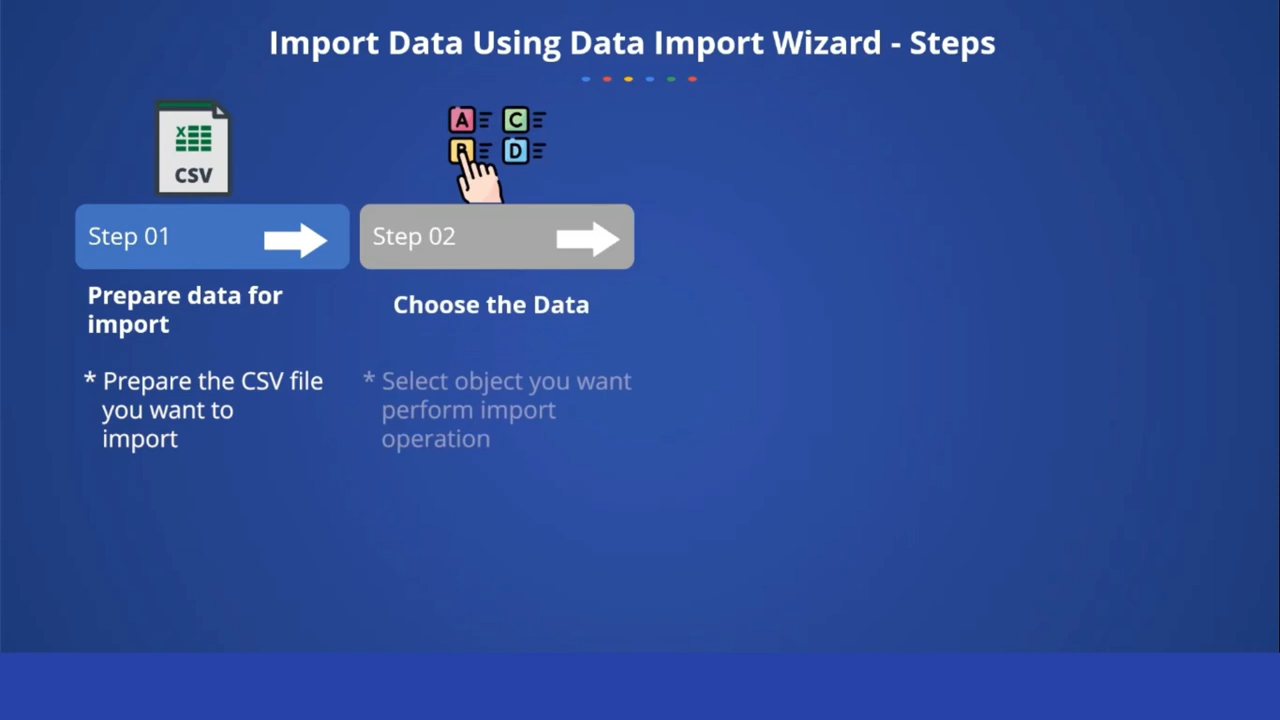 Import Data Using Data Import Wizard - Steps
X
CSV
A
C
B
D
Step 01
Step 02
Prepare data for
import
Choose the Data
* Prepare the CSV file
you want to
import
* Select object you want
perform import
operation